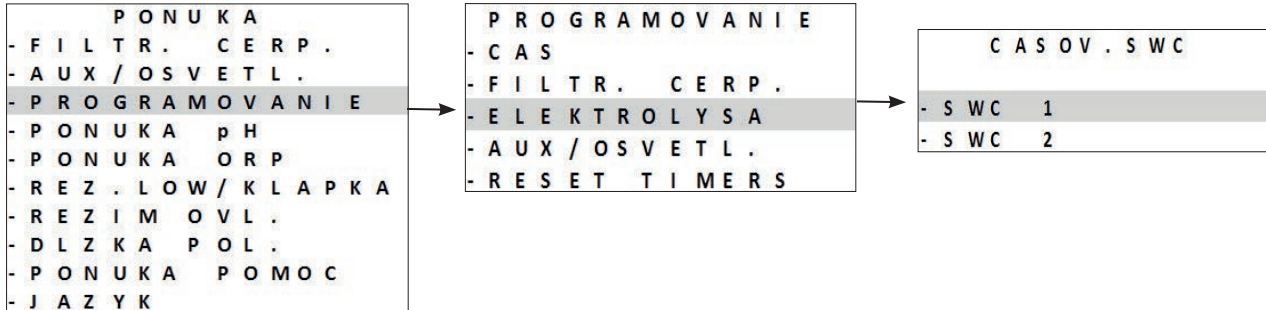 PONUKA
-FILTR. CERP.
-AUX/OSVETL.
-PROGRAMOVANIE
-PONUKA pH
-PONUKA ORP
-REZ.LOW/KLAPKA
-REZIM OVL.
-DLZKA POL.
-PONUKA POMOC
-JAZYK
PROGRAMOVANIE
-CAS
-FILTR. CERP.
-ELEKTROLYSA
-AUX/OSVETL.
-RESET TIMERS
CASOV.SWC
-SWC 1
-SWC 2